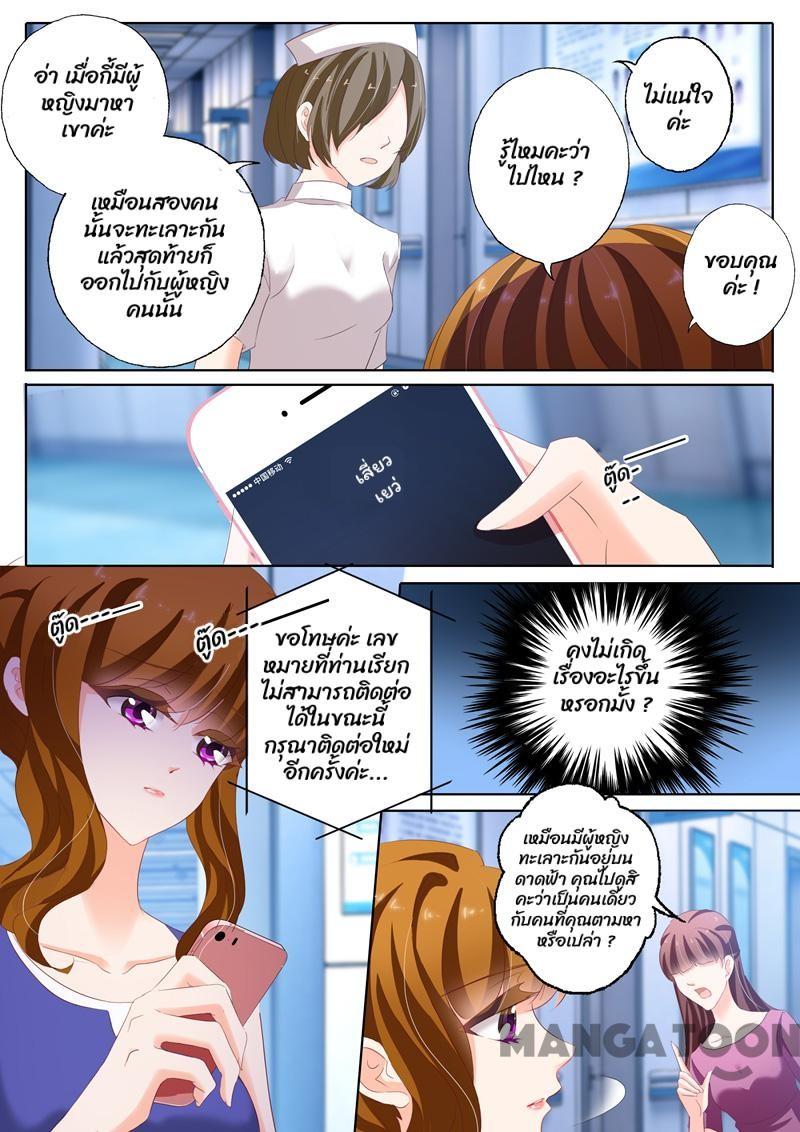 อ่า เมื่อกี้มีผู้
หญิงมาหา
เขาค่ะ
เหมือนสองคน
นั้นจะทะเลาะกัน
แล้วสุดท้ายก็
ออกไปกับผู้หญิง
คนนั้น
รู้ไหมคะว่า
ไปไหน ?
ไม่แน่ใจ
ค่ะ
ขอบคุณ
ค่ะ !
中国移动
เสี่ยว
เยว่
ตู๊ด-
ตู๊ด----
ตู๊ด----
ขอโทษค่ะ เลข
หมายที่ท่านเรียก
ไม่สามารถติดต่อ
ได้ในขณะนี้
กรุณาติดต่อใหม่
อีกครั้งค่ะ...
คงไม่เกิด
เรื่องอะไรขึ้น
หรอกมั้ง ?
เหมือนมีผู้หญิง
ทะเลาะกันอยู่บน
ดาดฟ้า คุณไปดูสิ
คะว่าเป็นคนเดียว
กับคนที่คุณตามหา
หรือเปล่า ?
MANGATOON